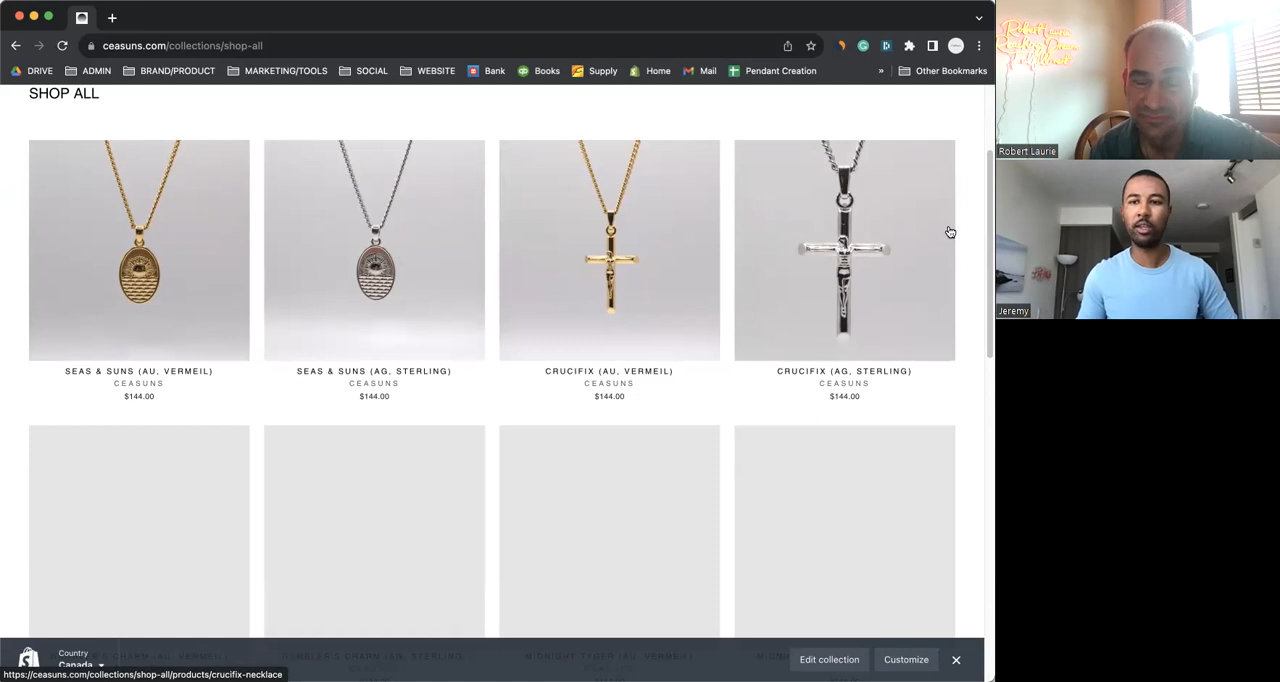 ceasuns.com/collections/shop-all
DRIVE ADMIN BRAND/PRODUCT MARKETING/TOOLS SOCIAL WEBSITE Bank Books Supply Home Mail Pendant Creation » Other Bookmarks
SHOP ALL
SEAS & SUNS (AU, VERMEIL) SEAS & SUNS (AG, STERLING) CRUCIFIX (AU, VERMEIL) CRUCIFIX (AG, STERLING)
CEASUNS CEASUNS CEASUNS CEASUNS
$144.00 $144.00 $144.00 $144.00
Country
Canada
Edit collection Customize
https://ceasuns.com/collections/shop-all/products/crucifix-necklace
Robert Laurie
Jeremy